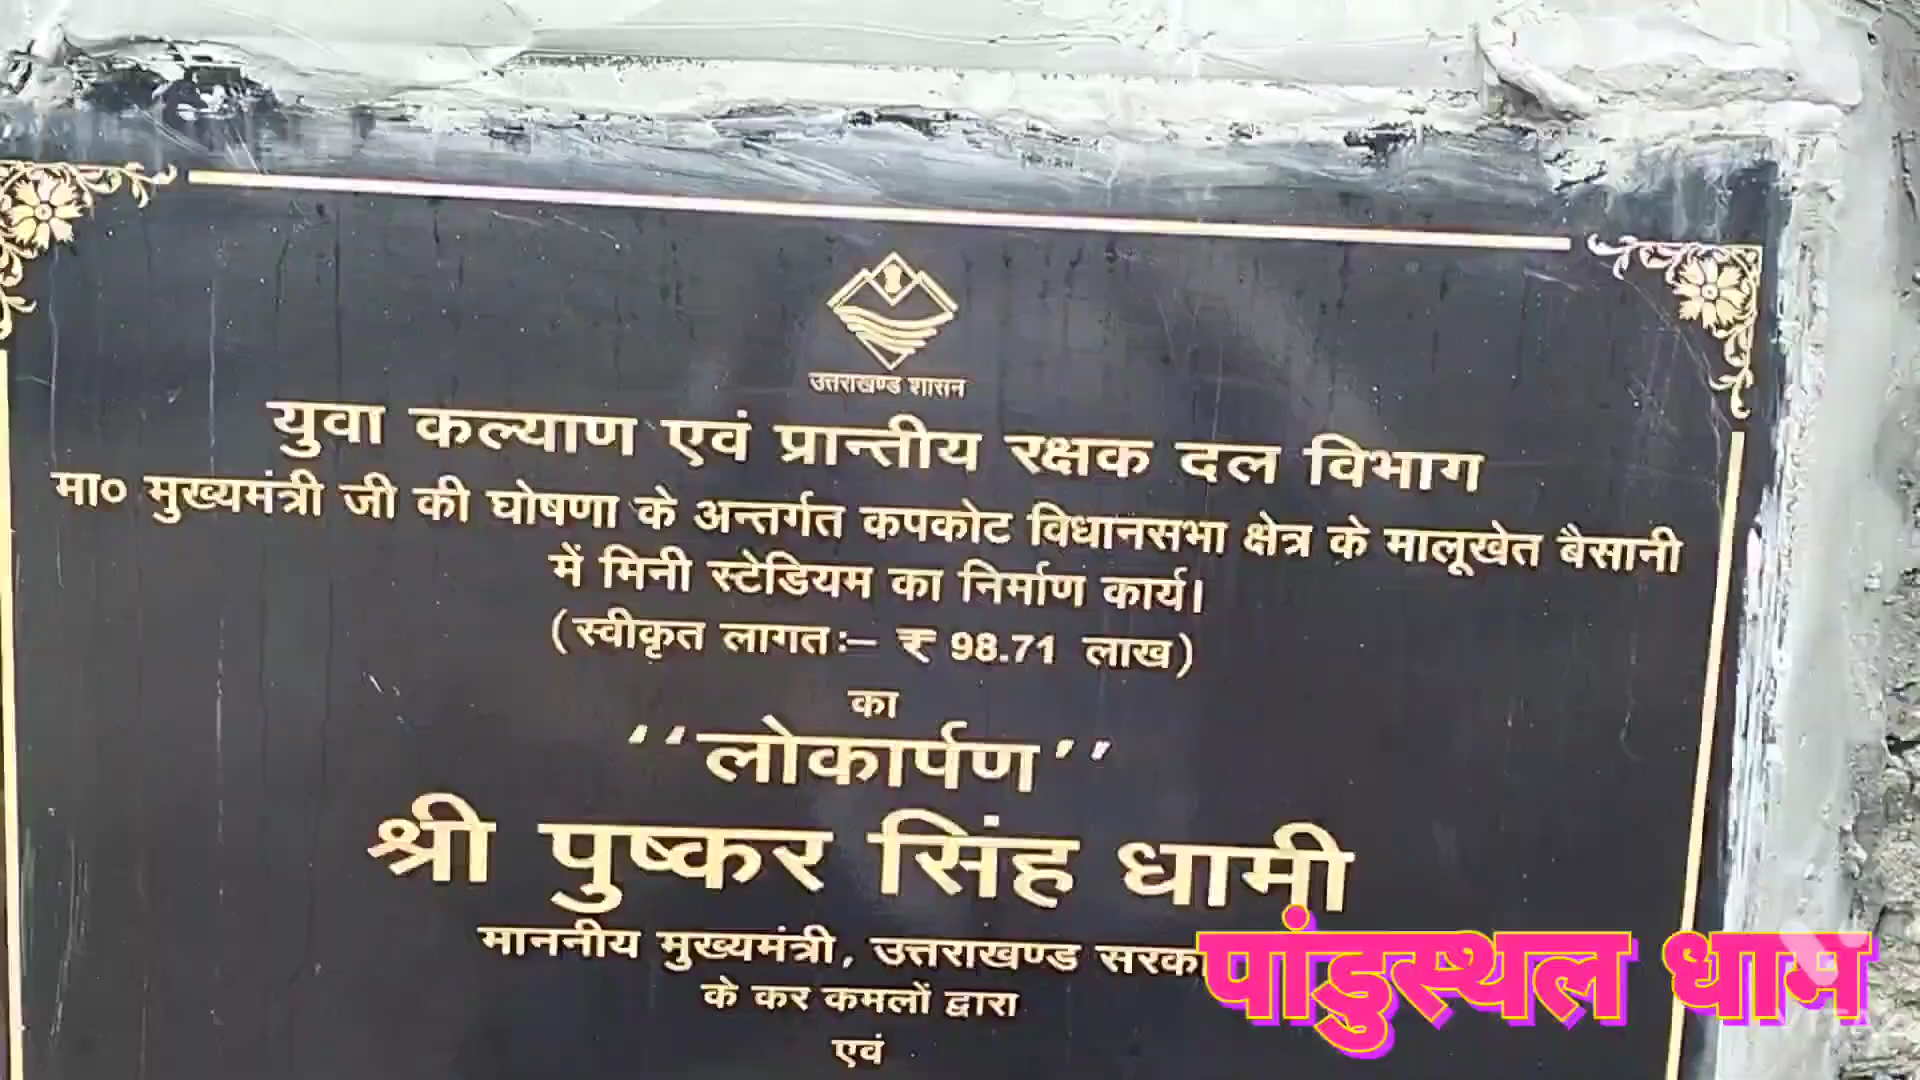 उत्तराखण्ड शासन
युवा कल्याण एवं प्रान्तीय रक्षक दल विभाग
मा० मुख्यमंत्री जी की घोषणा के अन्तर्गत कपकोट विधानसभा क्षेत्र के मालूखेत बैसानी
में मिनी स्टेडियम का निर्माण कार्य।
(स्वीकृत लागतः– ₹ 98.71 लाख)
का
‘‘लोकार्पण’’
श्री पुष्कर सिंह धामी
माननीय मुख्यमंत्री, उत्तराखण्ड
के कर कमलों द्वारा
एवं
पांडुस्थल धाम